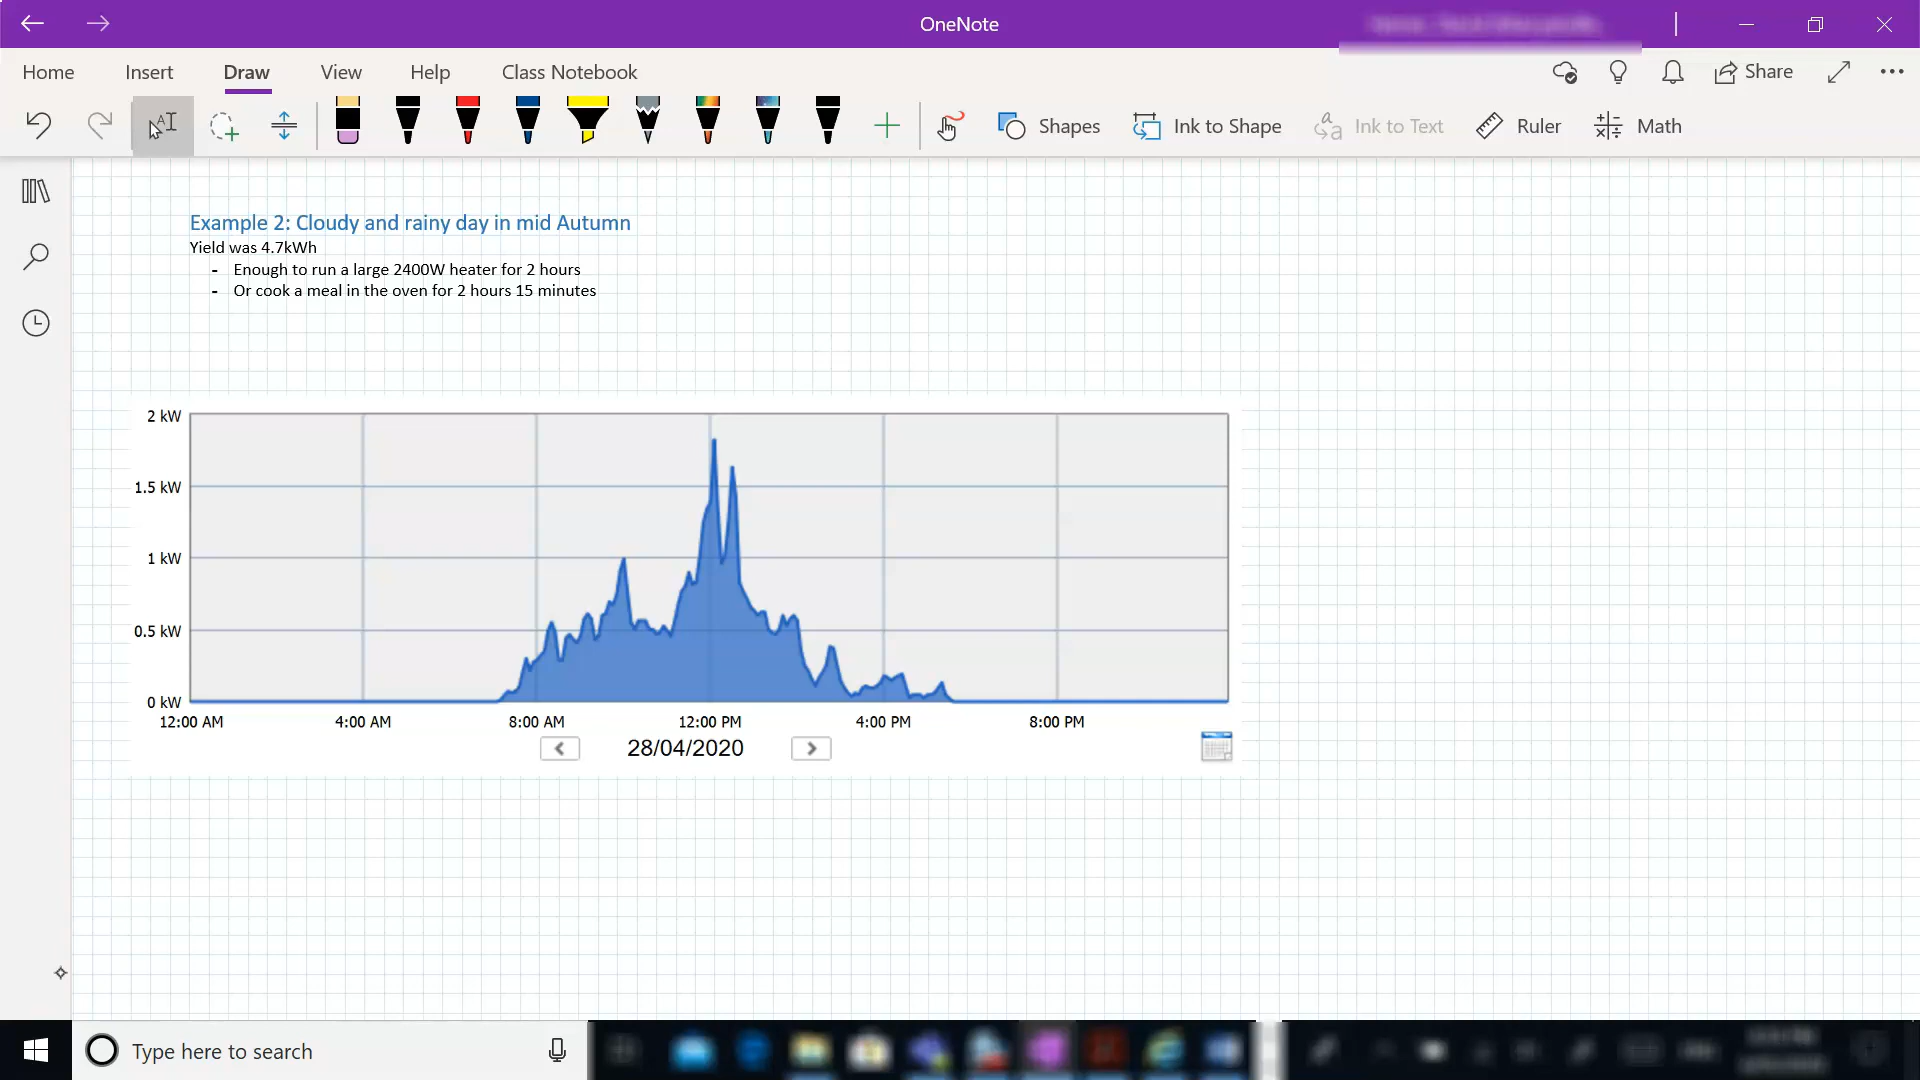 OneNote
Home Insert Draw View Help Class Notebook Share
Shapes Ink to Shape Ink to Text Ruler Math
Example 2: Cloudy and rainy day in mid Autumn
Yield was 4.7kWh
- Enough to run a large 2400W heater for 2 hours
- Or cook a meal in the oven for 2 hours 15 minutes
2 kW
1.5 kW
1 kW
0.5 kW
0 kW
12:00 AM 4:00 AM 8:00 AM 12:00 PM 4:00 PM 8:00 PM
28/04/2020
Type here to search